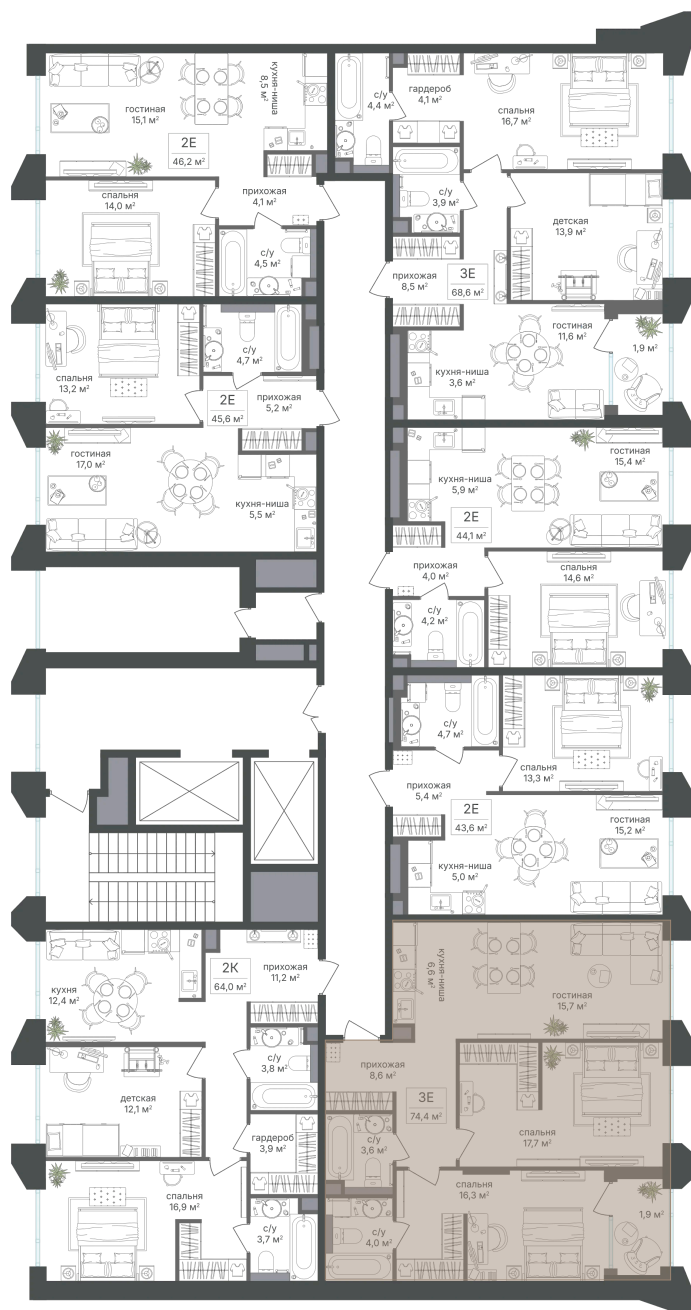 гостиная
15,1 м²
кухня-ниша
8,5 м²
2Е
46,2 м²
спальня
14,0 м²
прихожая
4,1 м²
с/у
4,5 м²
с/у
4,4 м²
гардероб
4,1 м²
спальня
16,7 м²
с/у
3,9 м²
детская
13,9 м²
прихожая
8,5 м²
3Е
68,6 м²
гостиная
11,6 м²
1,9 м²
кухня-ниша
3,6 м²
с/у
4,7 м²
спальня
13,2 м²
2Е
45,6 м²
прихожая
5,2 м²
гостиная
17,0 м²
кухня-ниша
5,5 м²
гостиная
15,4 м²
кухня-ниша
5,9 м²
2Е
44,1 м²
прихожая
4,0 м²
спальня
14,6 м²
с/у
4,2 м²
с/у
4,7 м²
спальня
13,3 м²
прихожая
5,4 м²
2Е
43,6 м²
гостиная
15,2 м²
кухня-ниша
5,0 м²
2К
64,0 м²
прихожая
11,2 м²
кухня
12,4 м²
с/у
3,8 м²
детская
12,1 м²
гардероб
3,9 м²
спальня
16,9 м²
с/у
3,7 м²
кухня-ниша
6,6 м²
гостиная
15,7 м²
прихожая
8,6 м²
3Е
74,4 м²
с/у
3,6 м²
спальня
17,7 м²
спальня
16,3 м²
с/у
4,0 м²
1,9 м²